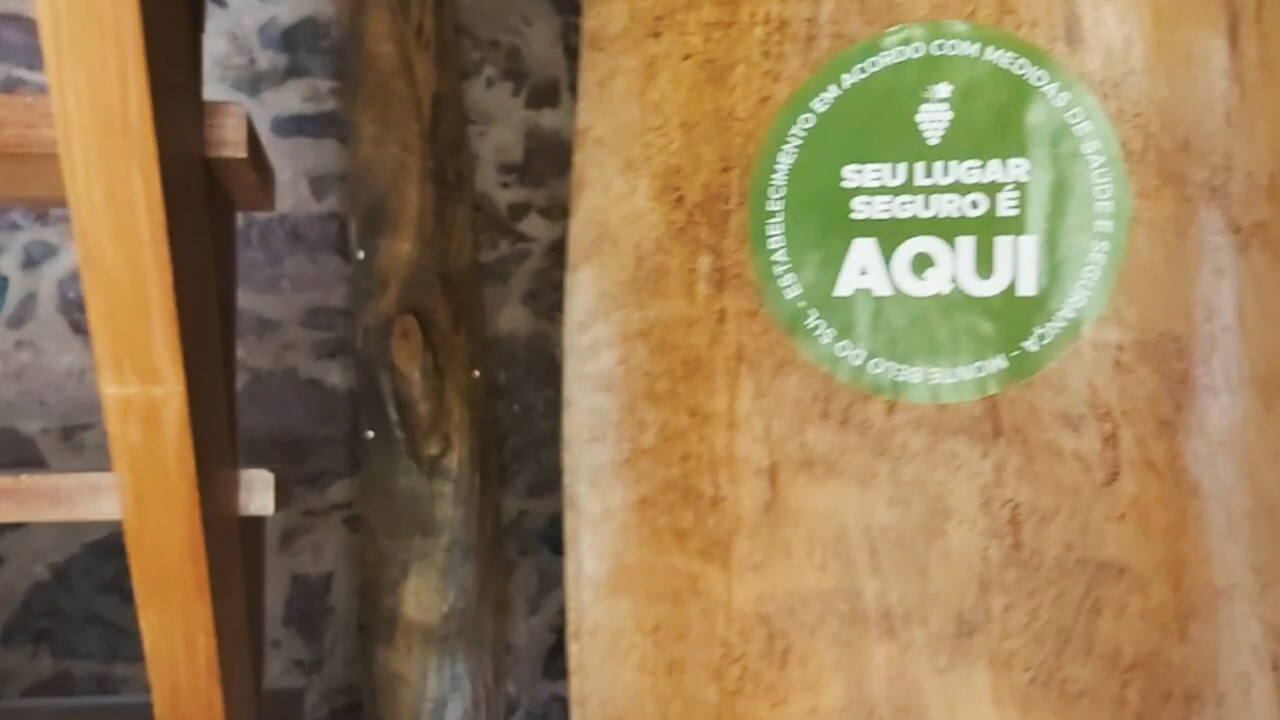 ESTABELECIMENTO EM ACORDO COM MEDIDAS DE SAÚDE E SEGURANÇA - MONTE BELO DO SUL -
SEU LUGAR
SEGURO É
AQUI